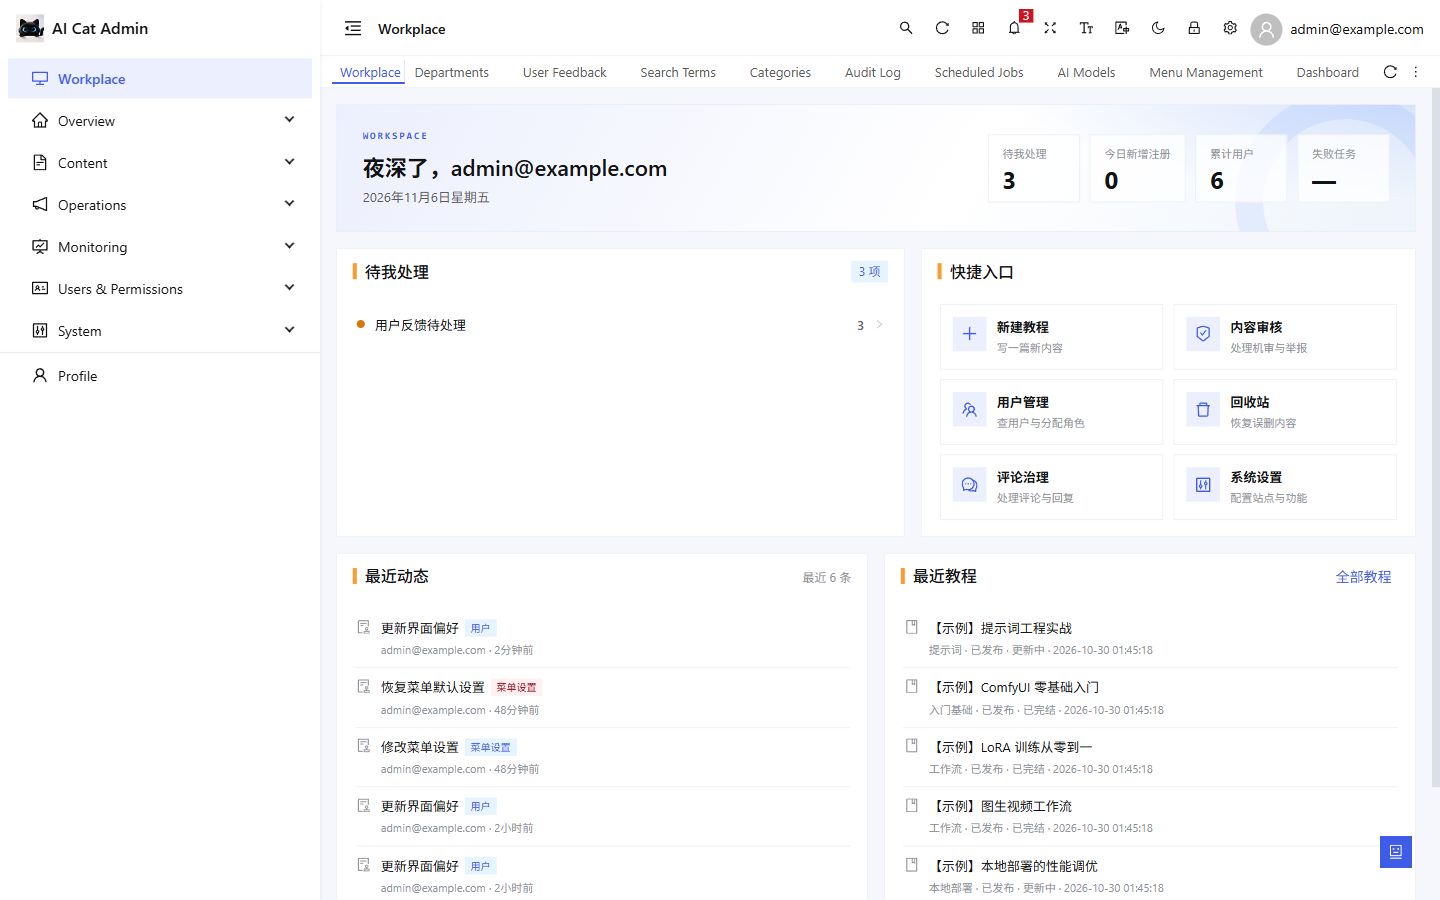 AI Cat Admin
Workplace
Overview
Content
Operations
Monitoring
Users & Permissions
System
Profile
Workplace
3
admin@example.com
Workplace
Departments
User Feedback
Search Terms
Categories
Audit Log
Scheduled Jobs
AI Models
Menu Management
Dashboard
WORKSPACE
夜深了，admin@example.com
2026年11月6日星期五
待我处理
3
今日新增注册
0
累计用户
6
失败任务
—
待我处理
3 项
用户反馈待处理
3
快捷入口
新建教程
写一篇新内容
内容审核
处理机审与举报
用户管理
查用户与分配角色
回收站
恢复误删内容
评论治理
处理评论与回复
系统设置
配置站点与功能
最近动态
最近 6 条
更新界面偏好 用户
admin@example.com · 2分钟前
恢复菜单默认设置 菜单设置
admin@example.com · 48分钟前
修改菜单设置 菜单设置
admin@example.com · 48分钟前
更新界面偏好 用户
admin@example.com · 2小时前
更新界面偏好 用户
admin@example.com · 2小时前
最近教程
全部教程
【示例】提示词工程实战
提示词 · 已发布 · 更新中 · 2026-10-30 01:45:18
【示例】ComfyUI 零基础入门
入门基础 · 已发布 · 已完结 · 2026-10-30 01:45:18
【示例】LoRA 训练从零到一
工作流 · 已发布 · 已完结 · 2026-10-30 01:45:18
【示例】图生视频工作流
工作流 · 已发布 · 已完结 · 2026-10-30 01:45:18
【示例】本地部署的性能调优
本地部署 · 已发布 · 更新中 · 2026-10-30 01:45:18